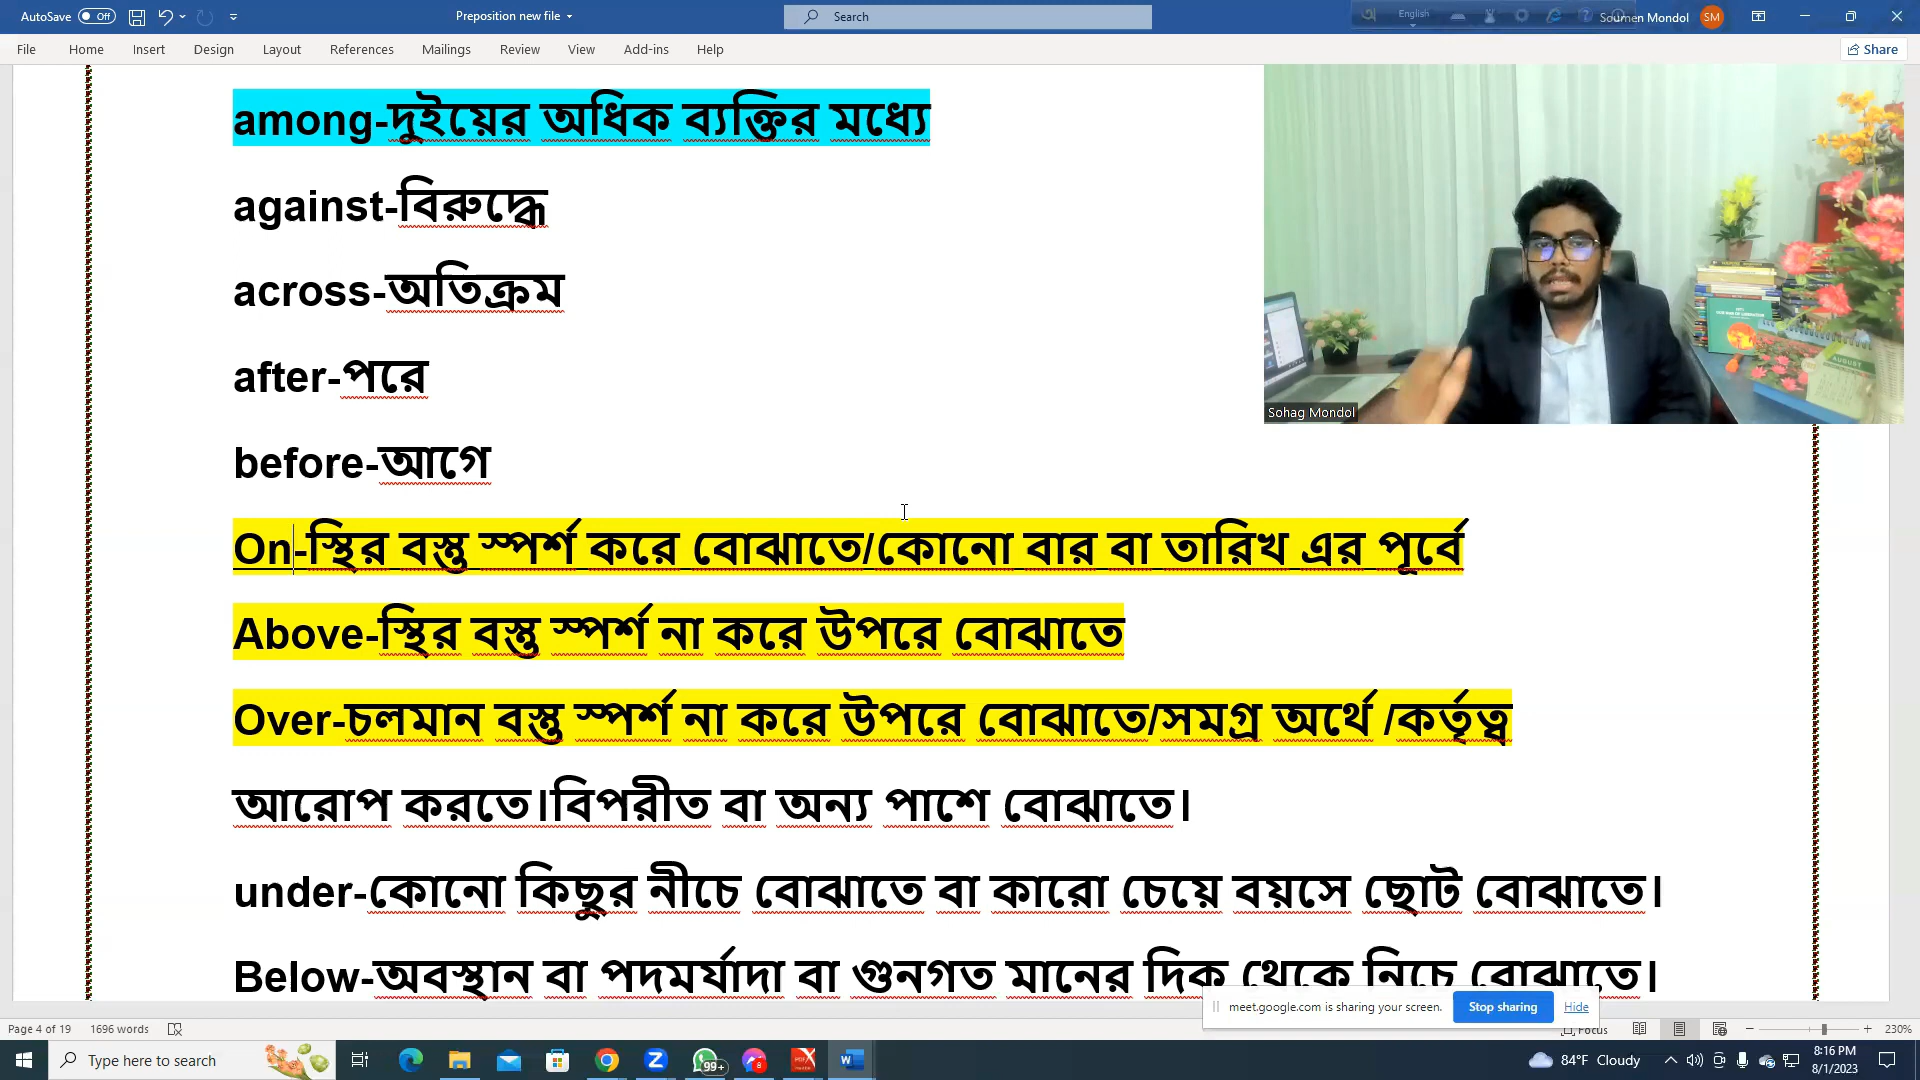 AutoSave Off
Preposition new file
Search
English
Soumen Mondol SM
File Home Insert Design Layout References Mailings Review View Add-ins Help
Share
among-দুইয়ের অধিক ব্যক্তির মধ্যে
against-বিরুদ্ধে
across-অতিক্রম
after-পরে
before-আগে
On-স্থির বস্তু স্পর্শ করে বোঝাতে/কোনো বার বা তারিখ এর পূর্বে
Above-স্থির বস্তু স্পর্শ না করে উপরে বোঝাতে
Over-চলমান বস্তু স্পর্শ না করে উপরে বোঝাতে/সমগ্র অর্থে /কর্তৃত্ব
আরোপ করতে।বিপরীত বা অন্য পাশে বোঝাতে।
under-কোনো কিছুর নীচে বোঝাতে বা কারো চেয়ে বয়সে ছোট বোঝাতে।
Below-অবস্থান বা পদমর্যাদা বা গুনগত মানের দিক থেকে নিচে বোঝাতে।
Sohag Mondol
AUGUST
meet.google.com is sharing your screen. Stop sharing Hide
Page 4 of 19 1696 words
Focus
230%
Type here to search
99+
8
84°F Cloudy
8:16 PM
8/1/2023